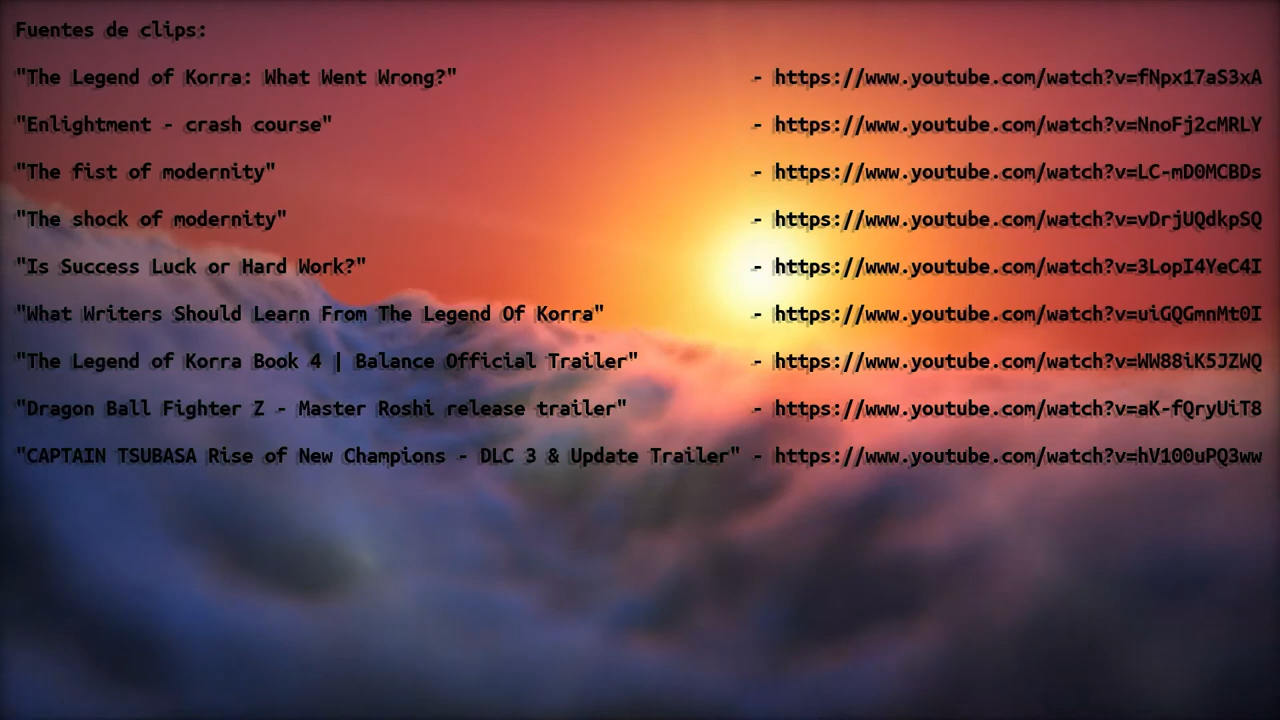 Fuentes de clips:
"The Legend of Korra: What Went Wrong?" - https://www.youtube.com/watch?v=fNpx17aS3xA
"Enlightment - crash course" - https://www.youtube.com/watch?v=NnoFj2cMRLY
"The fist of modernity" - https://www.youtube.com/watch?v=LC-mD0MCBDs
"The shock of modernity" - https://www.youtube.com/watch?v=vDrjUQdkpSQ
"Is Success Luck or Hard Work?" - https://www.youtube.com/watch?v=3LopI4YeC4I
"What Writers Should Learn From The Legend Of Korra" - https://www.youtube.com/watch?v=uiGQGmnMt0I
"The Legend of Korra Book 4 | Balance Official Trailer" - https://www.youtube.com/watch?v=WW88iK5JZWQ
"Dragon Ball Fighter Z - Master Roshi release trailer" - https://www.youtube.com/watch?v=aK-fQryUiT8
"CAPTAIN TSUBASA Rise of New Champions - DLC 3 & Update Trailer" - https://www.youtube.com/watch?v=hV100uPQ3ww